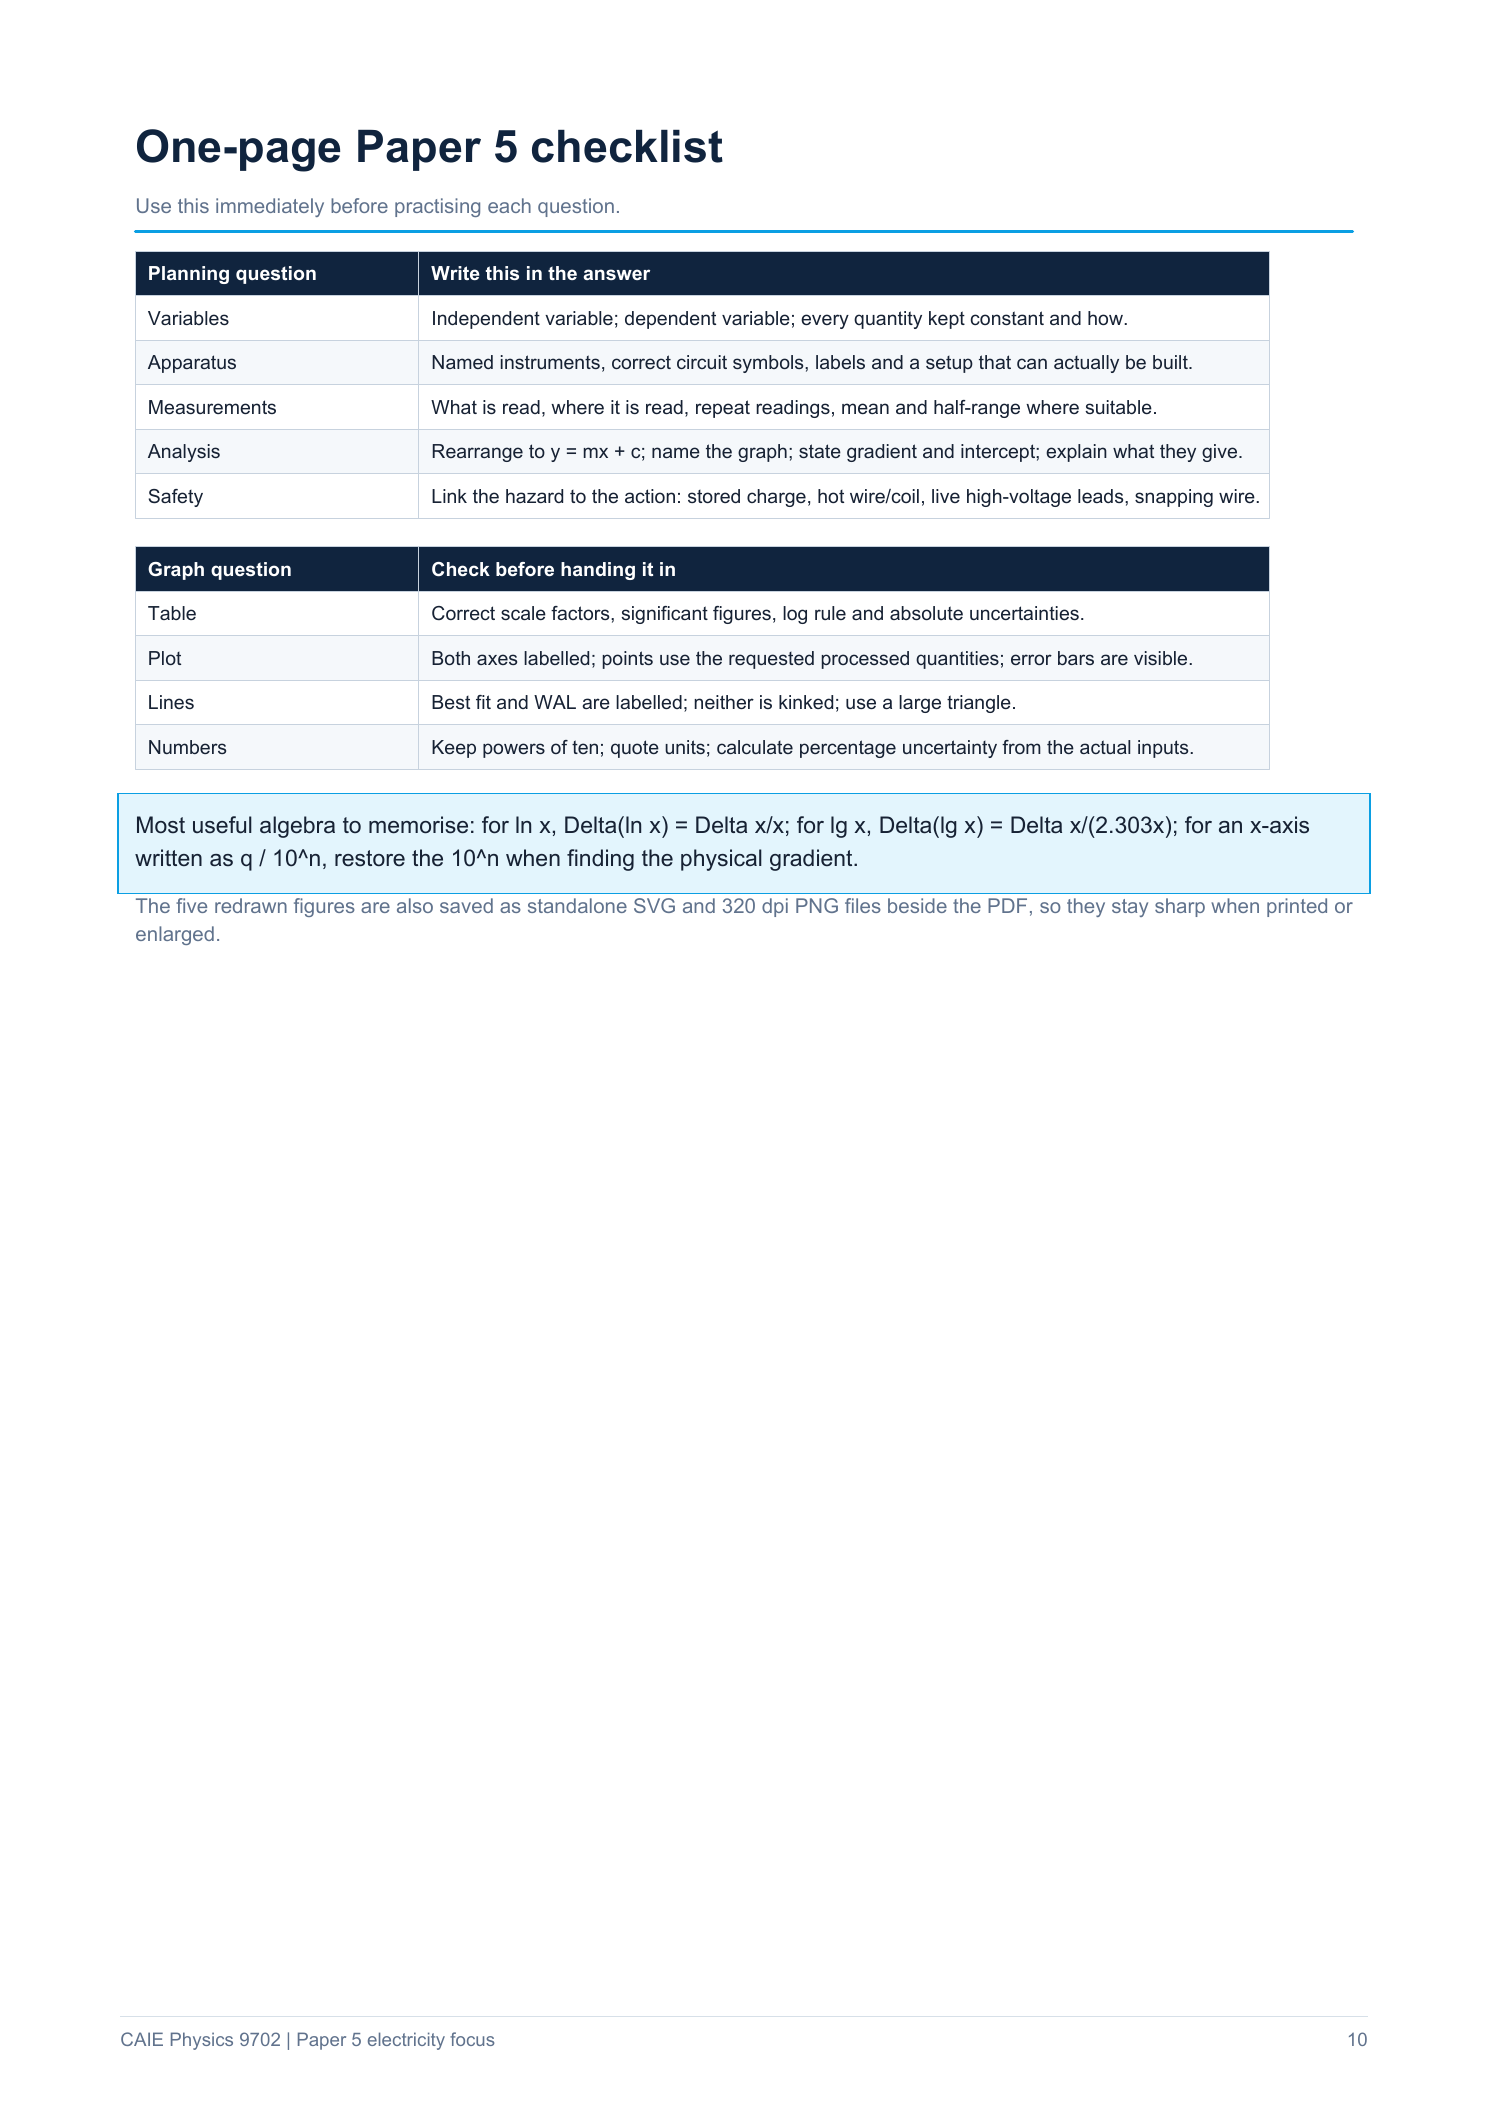 One-page Paper 5 checklist
Use this immediately before practising each question.
Planning question Write this in the answer
Variables Independent variable; dependent variable; every quantity kept constant and how.
Apparatus Named instruments, correct circuit symbols, labels and a setup that can actually be built.
Measurements What is read, where it is read, repeat readings, mean and half-range where suitable.
Analysis Rearrange to y = mx + c; name the graph; state gradient and intercept; explain what they give.
Safety Link the hazard to the action: stored charge, hot wire/coil, live high-voltage leads, snapping wire.
Graph question Check before handing it in
Table Correct scale factors, significant figures, log rule and absolute uncertainties.
Plot Both axes labelled; points use the requested processed quantities; error bars are visible.
Lines Best fit and WAL are labelled; neither is kinked; use a large triangle.
Numbers Keep powers of ten; quote units; calculate percentage uncertainty from the actual inputs.
Most useful algebra to memorise: for ln x, Delta(ln x) = Delta x/x; for lg x, Delta(lg x) = Delta x/(2.303x); for an x-axis
written as q / 10^n, restore the 10^n when finding the physical gradient.
The five redrawn figures are also saved as standalone SVG and 320 dpi PNG files beside the PDF, so they stay sharp when printed or
enlarged.
CAIE Physics 9702 | Paper 5 electricity focus 10